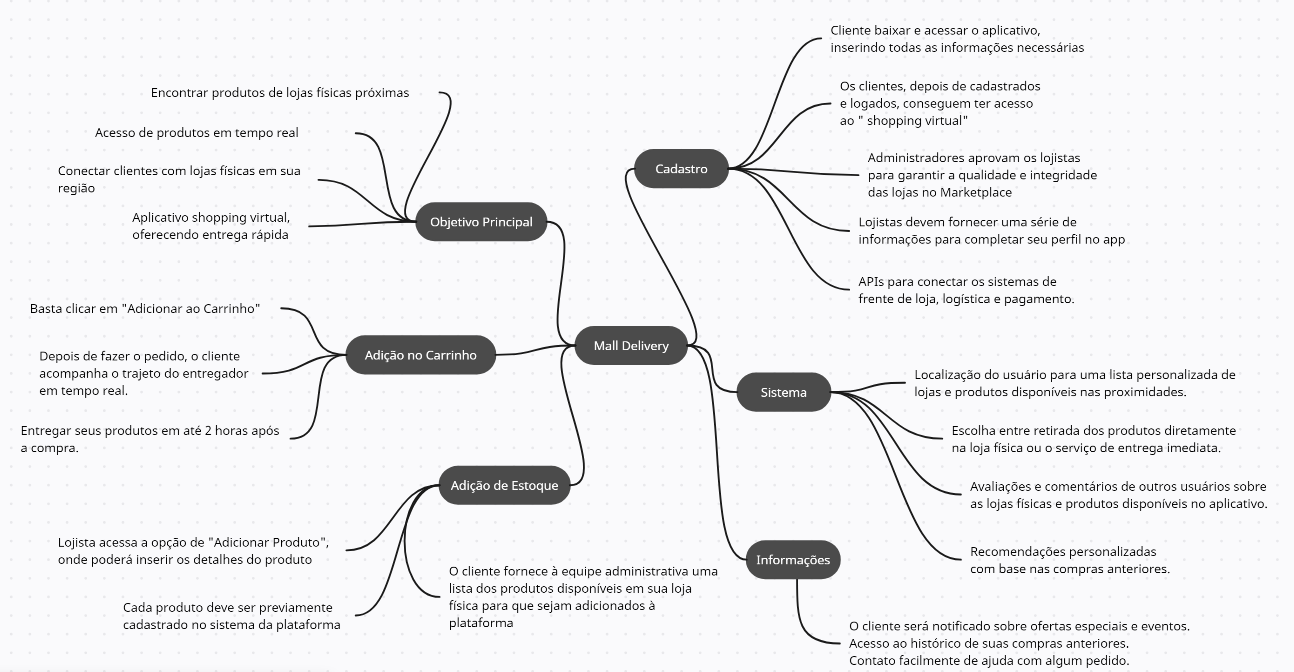 Mall Delivery
Objetivo Principal
Encontrar produtos de lojas físicas próximas
Acesso de produtos em tempo real
Conectar clientes com lojas físicas em sua
região
Aplicativo shopping virtual,
oferecendo entrega rápida
Adição no Carrinho
Basta clicar em "Adicionar ao Carrinho"
Depois de fazer o pedido, o cliente
acompanha o trajeto do entregador
em tempo real.
Entregar seus produtos em até 2 horas após
a compra.
Adição de Estoque
Lojista acessa a opção de "Adicionar Produto",
onde poderá inserir os detalhes do produto
Cada produto deve ser previamente
cadastrado no sistema da plataforma
O cliente fornece à equipe administrativa uma
lista dos produtos disponíveis em sua loja
física para que sejam adicionados à
plataforma
Cadastro
Cliente baixar e acessar o aplicativo,
inserindo todas as informações necessárias
Os clientes, depois de cadastrados
e logados, conseguem ter acesso
ao " shopping virtual"
Administradores aprovam os lojistas
para garantir a qualidade e integridade
das lojas no Marketplace
Lojistas devem fornecer uma série de
informações para completar seu perfil no app
APIs para conectar os sistemas de
frente de loja, logística e pagamento.
Sistema
Localização do usuário para uma lista personalizada de
lojas e produtos disponíveis nas proximidades.
Escolha entre retirada dos produtos diretamente
na loja física ou o serviço de entrega imediata.
Avaliações e comentários de outros usuários sobre
as lojas físicas e produtos disponíveis no aplicativo.
Recomendações personalizadas
com base nas compras anteriores.
Informações
O cliente será notificado sobre ofertas especiais e eventos.
Acesso ao histórico de suas compras anteriores.
Contato facilmente de ajuda com algum pedido.